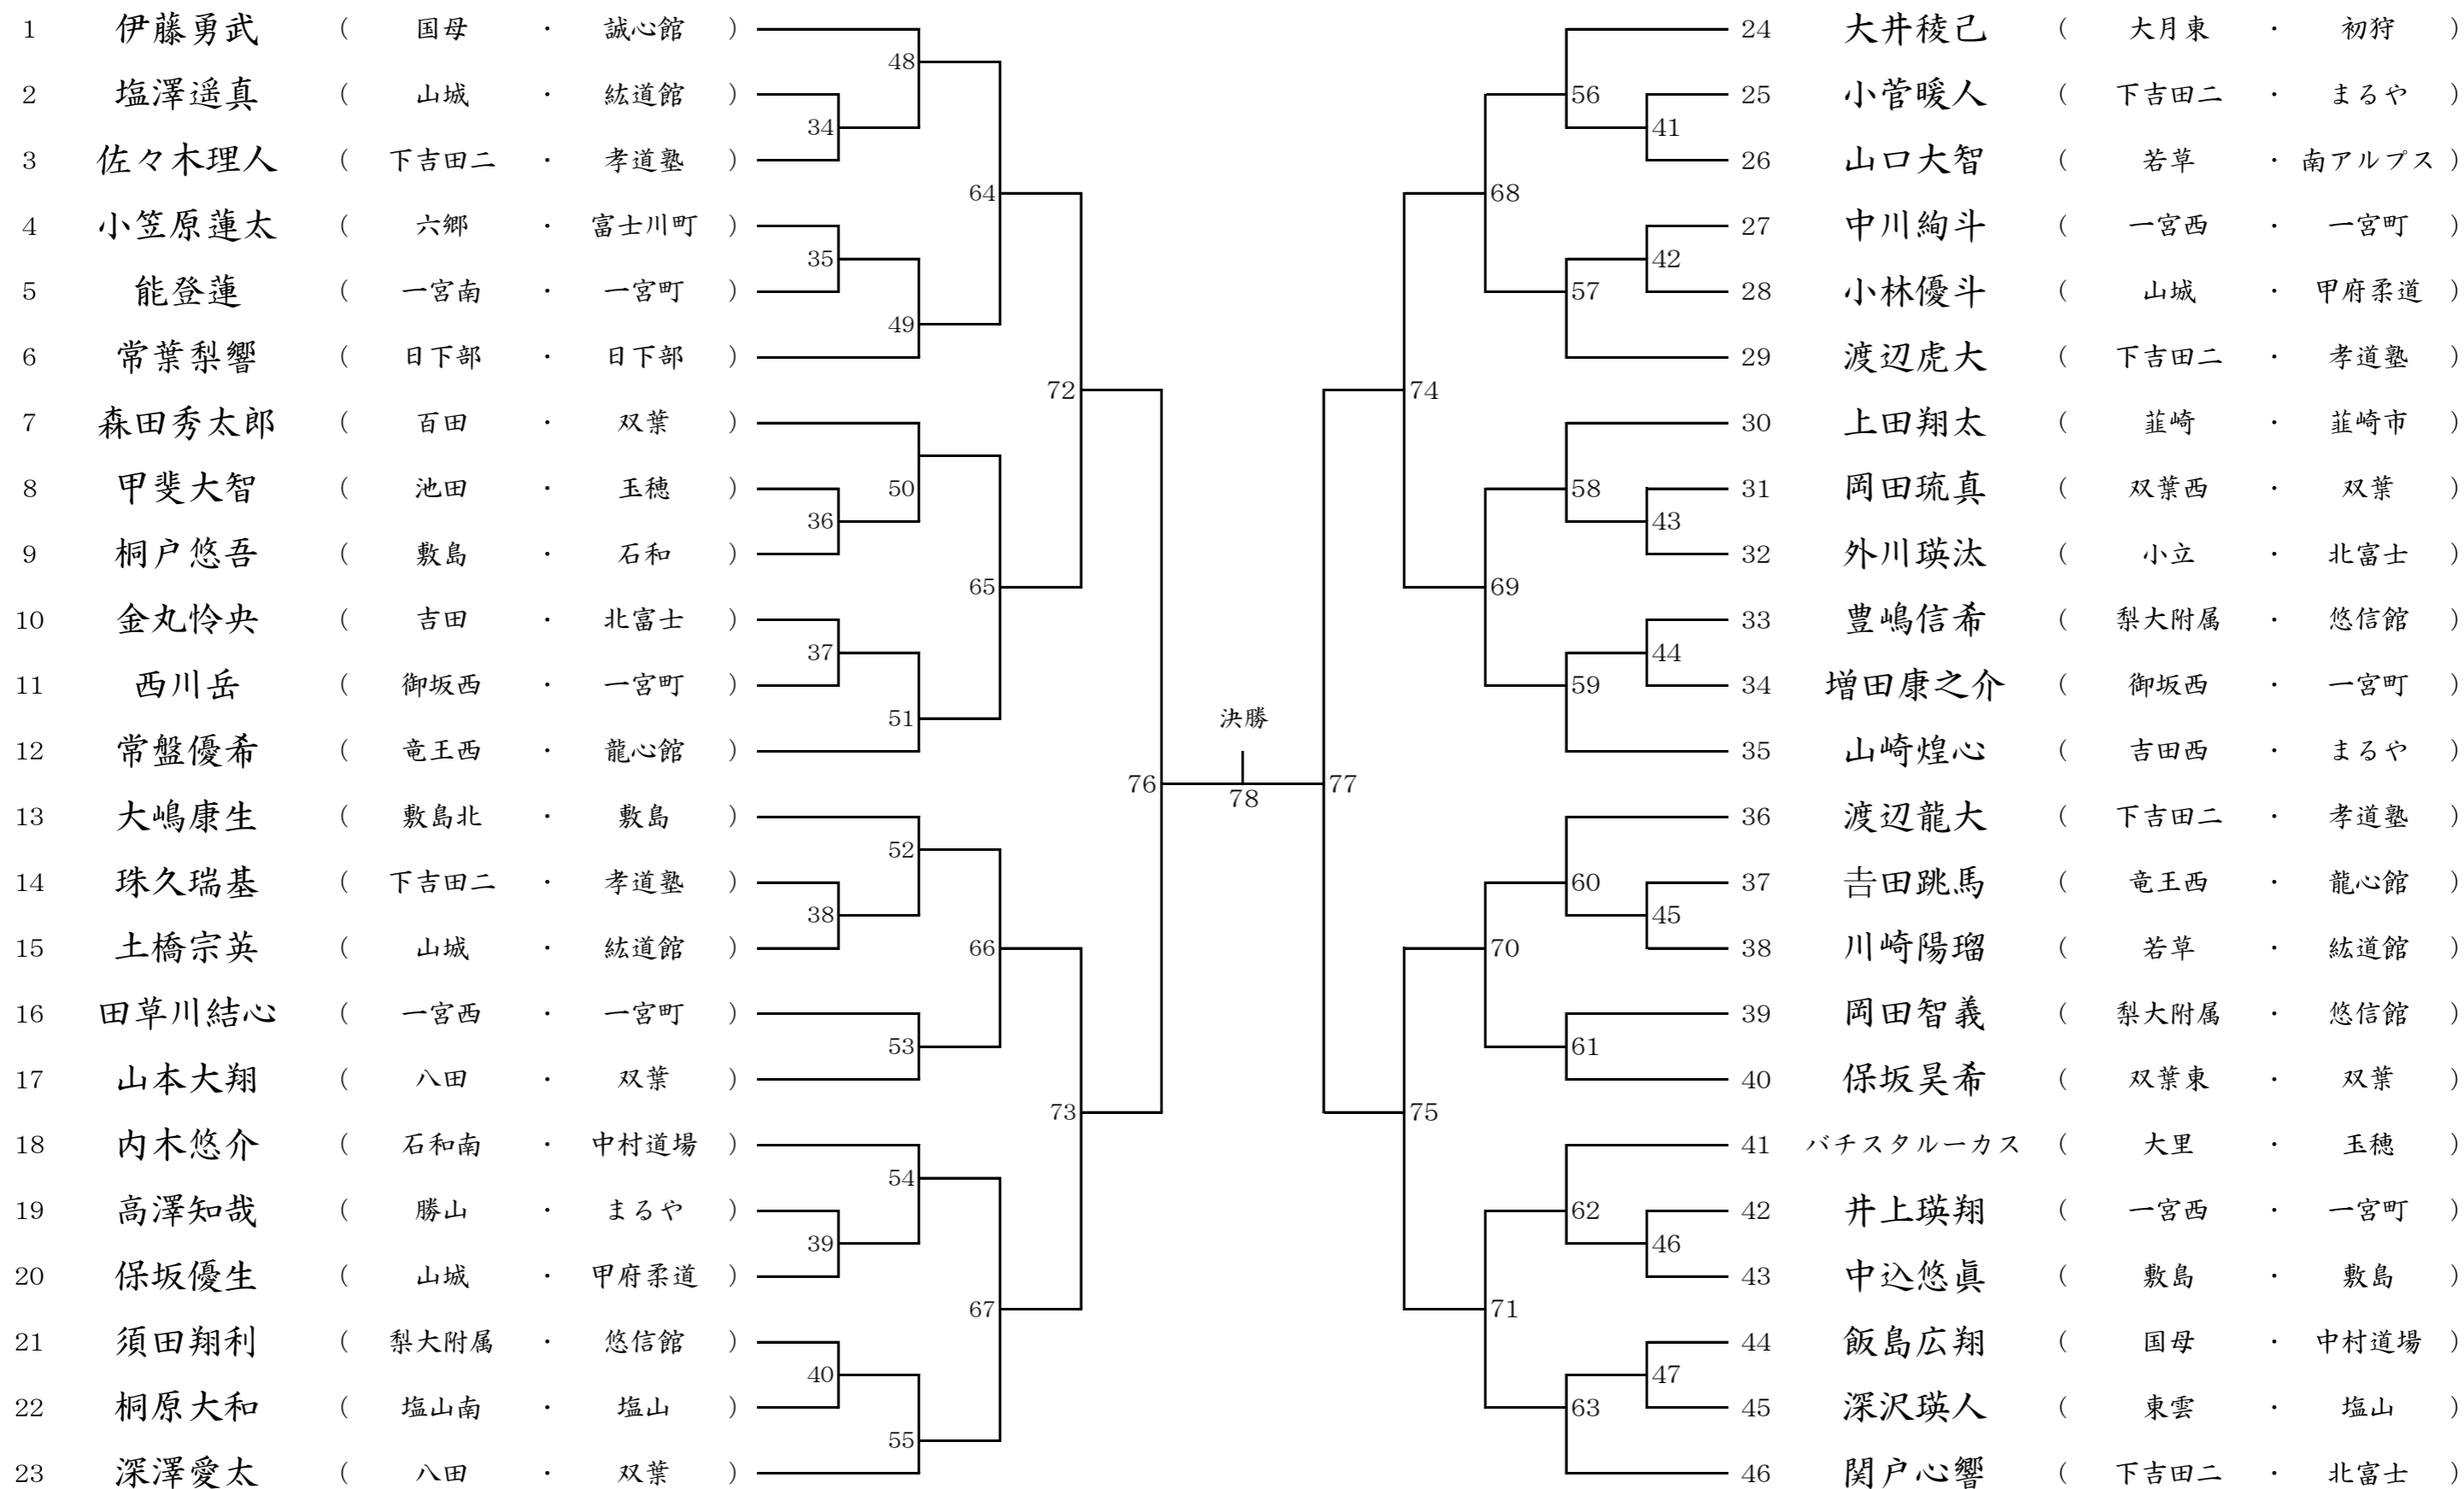 1 伊藤勇武 ( 国母 ・ 誠心館 )
2 塩澤遥真 ( 山城 ・ 紘道館 )
3 佐々木理人 ( 下吉田二 ・ 孝道塾 )
4 小笠原蓮太 ( 六郷 ・ 富士川町 )
5 能登蓮 ( 一宮南 ・ 一宮町 )
6 常葉梨響 ( 日下部 ・ 日下部 )
7 森田秀太郎 ( 百田 ・ 双葉 )
8 甲斐大智 ( 池田 ・ 玉穂 )
9 桐戸悠吾 ( 敷島 ・ 石和 )
10 金丸怜央 ( 吉田 ・ 北富士 )
11 西川岳 ( 御坂西 ・ 一宮町 )
12 常盤優希 ( 竜王西 ・ 龍心館 )
13 大嶋康生 ( 敷島北 ・ 敷島 )
14 珠久瑞基 ( 下吉田二 ・ 孝道塾 )
15 土橋宗英 ( 山城 ・ 紘道館 )
16 田草川結心 ( 一宮西 ・ 一宮町 )
17 山本大翔 ( 八田 ・ 双葉 )
18 内木悠介 ( 石和南 ・ 中村道場 )
19 高澤知哉 ( 勝山 ・ まるや )
20 保坂優生 ( 山城 ・ 甲府柔道 )
21 須田翔利 ( 梨大附属 ・ 悠信館 )
22 桐原大和 ( 塩山南 ・ 塩山 )
23 深澤愛太 ( 八田 ・ 双葉 )
34
35
36
37
38
39
40
48
49
50
51
52
53
54
55
64
65
66
67
72
73
76
決勝
78
77
74
75
68
69
70
71
56
57
58
59
60
61
62
63
41
42
43
44
45
46
47
24 大井稜己 ( 大月東 ・ 初狩 )
25 小菅暖人 ( 下吉田二 ・ まるや )
26 山口大智 ( 若草 ・ 南アルプス )
27 中川絢斗 ( 一宮西 ・ 一宮町 )
28 小林優斗 ( 山城 ・ 甲府柔道 )
29 渡辺虎大 ( 下吉田二 ・ 孝道塾 )
30 上田翔太 ( 韮崎 ・ 韮崎市 )
31 岡田琉真 ( 双葉西 ・ 双葉 )
32 外川瑛汰 ( 小立 ・ 北富士 )
33 豊嶋信希 ( 梨大附属 ・ 悠信館 )
34 増田康之介 ( 御坂西 ・ 一宮町 )
35 山崎煌心 ( 吉田西 ・ まるや )
36 渡辺龍大 ( 下吉田二 ・ 孝道塾 )
37 𠮷田跳馬 ( 竜王西 ・ 龍心館 )
38 川崎陽瑠 ( 若草 ・ 紘道館 )
39 岡田智義 ( 梨大附属 ・ 悠信館 )
40 保坂昊希 ( 双葉東 ・ 双葉 )
41 バチスタルーカス ( 大里 ・ 玉穂 )
42 井上瑛翔 ( 一宮西 ・ 一宮町 )
43 中込悠眞 ( 敷島 ・ 敷島 )
44 飯島広翔 ( 国母 ・ 中村道場 )
45 深沢瑛人 ( 東雲 ・ 塩山 )
46 関戸心響 ( 下吉田二 ・ 北富士 )